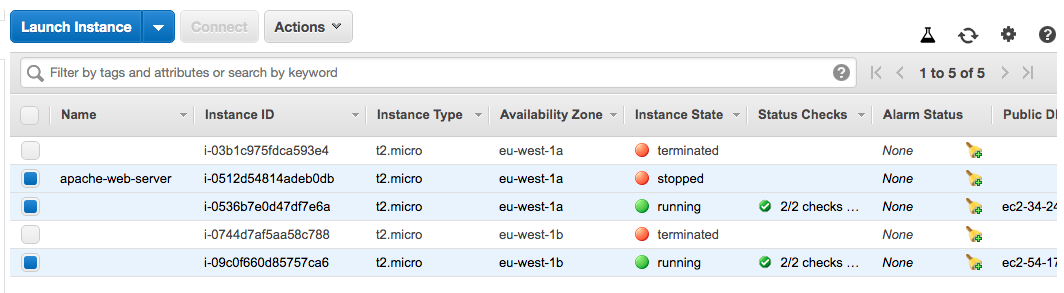 Launch Instance Connect Actions
Filter by tags and attributes or search by keyword ? 1 to 5 of 5
Name Instance ID Instance Type Availability Zone Instance State Status Checks Alarm Status Public
i-03b1c975fdca593e4 t2.micro eu-west-1a terminated None
apache-web-server i-0512d54814adeb0db t2.micro eu-west-1a stopped None
i-0536b7e0d47df7e6a t2.micro eu-west-1a running 2/2 checks ... None ec2-34-24
i-0744d7af5aa58c788 t2.micro eu-west-1b terminated None
i-09c0f660d85757ca6 t2.micro eu-west-1b running 2/2 checks ... None ec2-54-17